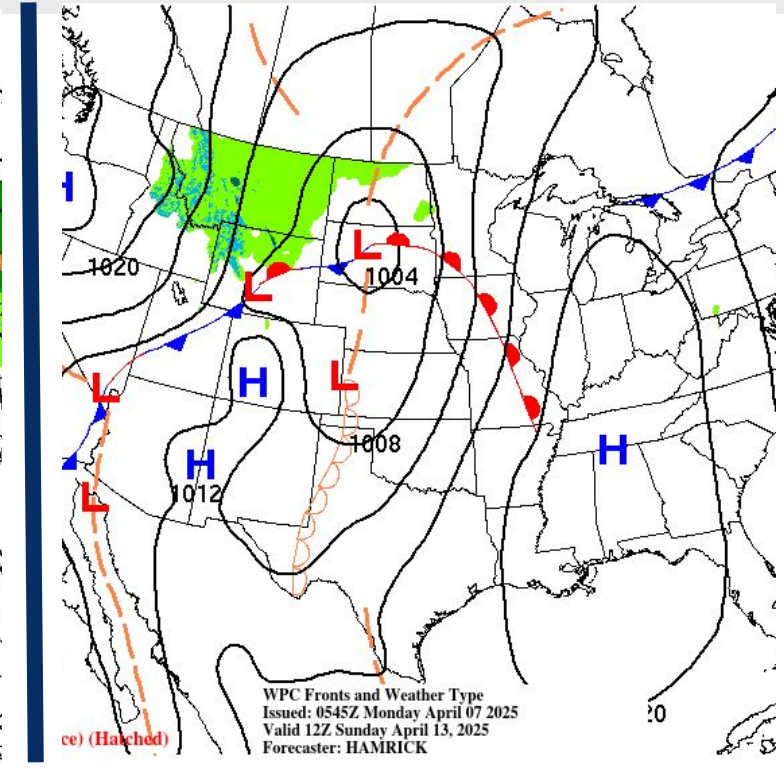 H
1020
L
1004
L
L
H
L
1008
H
1012
H
L
WPC Fronts and Weather Type
Issued: 0545Z Monday April 07 2025
Valid 12Z Sunday April 13, 2025
Forecaster: HAMRICK
20
ce) (Hatched)